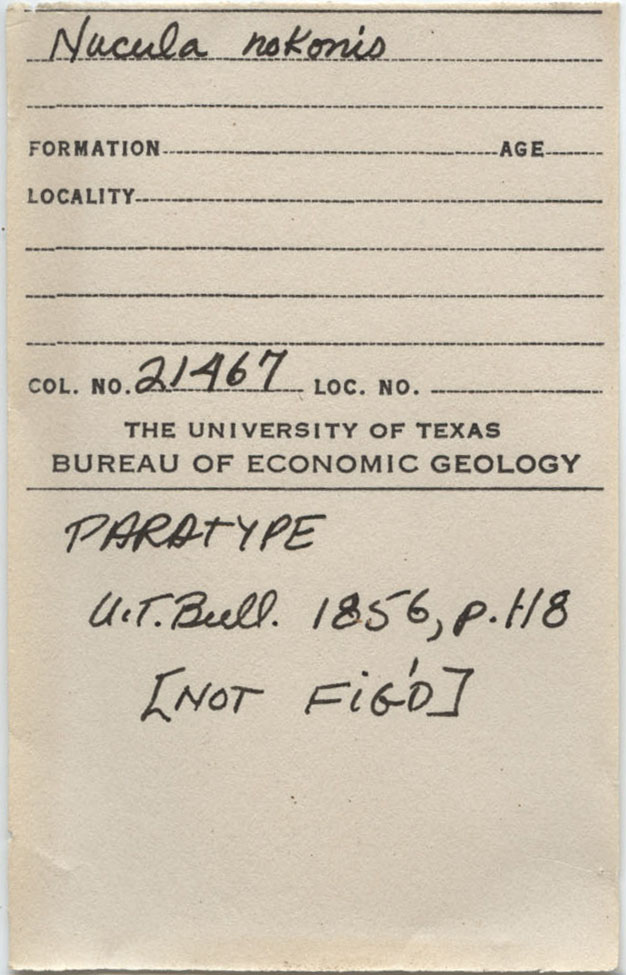 Nucula nokonis
FORMATION AGE
LOCALITY
COL. NO. 21467 LOC. NO.
THE UNIVERSITY OF TEXAS
BUREAU OF ECONOMIC GEOLOGY
PARATYPE
U.T. Bull. 1856, p. 118
[NOT FIG'D]